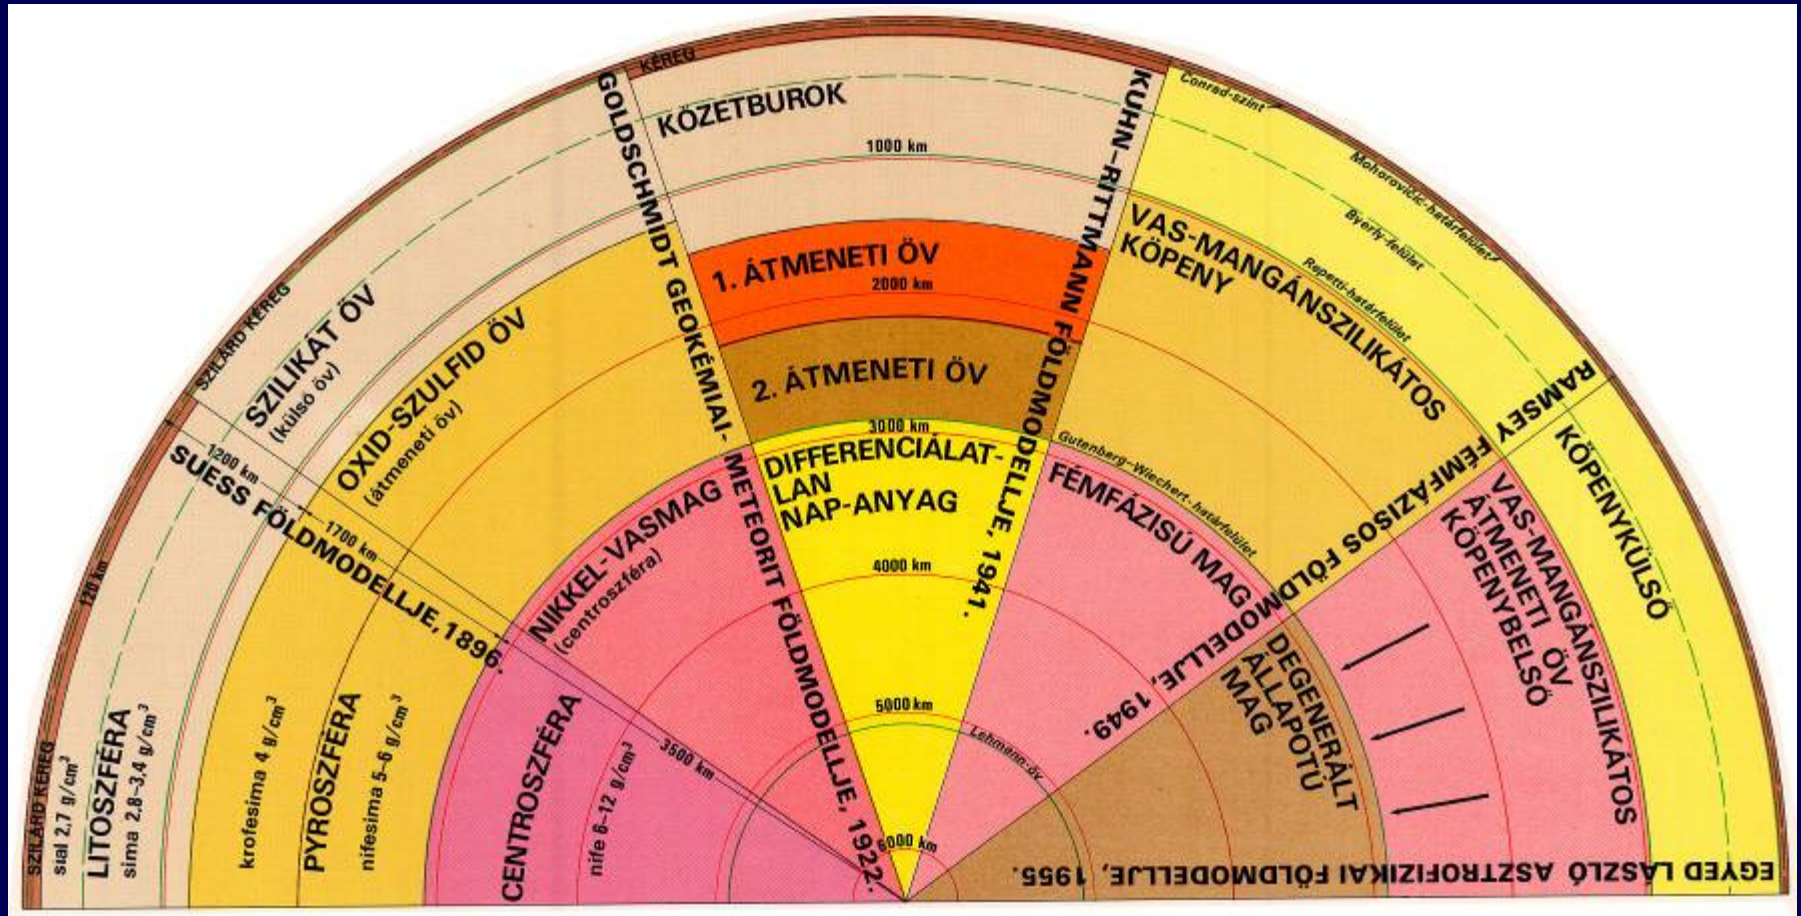 SZILÁRD KÉREG
sial 2,7 g/cm³
LITOSZFÉRA
sima 2,8–3,4 g/cm³
120 km
krofesima 4 g/cm³
PYROSZFÉRA
nifesima 5–6 g/cm³
CENTROSZFÉRA
nife 6–12 g/cm³
SUESS FÖLDMODELLJE, 1896.
1200 km
1700 km
3500 km
SZILÁRD KÉREG
SZILIKÁT ÖV
(külső öv)
OXID-SZULFID ÖV
(átmeneti öv)
NIKKEL-VASMAG
(centroszféra)
GOLDSCHMIDT GEOKÉMIAI-METEORIT FÖLDMODELLJE, 1922.
KÉREG
KŐZETBUROK
1000 km
1. ÁTMENETI ÖV
2000 km
2. ÁTMENETI ÖV
3000 km
DIFFERENCIÁLAT-
LAN
NAP-ANYAG
4000 km
5000 km
6000 km
KUHN–RITTMANN FÖLDMODELLJE, 1941.
Conrad-szint
Mohorovičić-határfelület
Byerly-felület
Repetti-határfelület
VAS-MANGÁNSZILIKÁTOS
KÖPENY
Gutenberg–Wiechert-határfelület
FÉMFÁZISÚ MAG
Lehmann-öv
RAMSEY FÉMFÁZISOS FÖLDMODELLJE, 1949.
KÖPENYKÜLSŐ
VAS-MANGÁNSZILIKÁTOS
ÁTMENETI ÖV
KÖPENYBELSŐ
DEGENERÁLT
ÁLLAPOTÚ
MAG
EGYED LÁSZLÓ ASZTROFIZIKAI FÖLDMODELLJE, 1955.